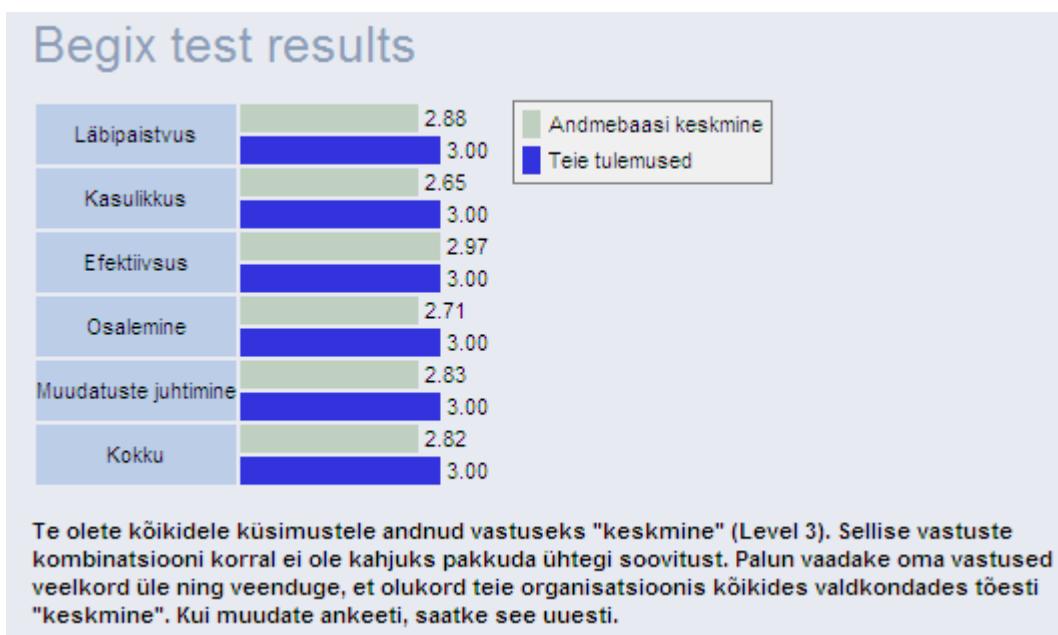 Begix test results
Läbipaistvus
2.88
3.00
Andmebaasi keskmine
Teie tulemused
Kasulikkus
2.65
3.00
Efektiivsus
2.97
3.00
Osalemine
2.71
3.00
Muudatuste juhtimine
2.83
3.00
Kokku
2.82
3.00
Te olete kõikidele küsimustele andnud vastuseks "keskmine" (Level 3). Sellise vastuste
kombinatsiooni korral ei ole kahjuks pakkuda ühtegi soovitust. Palun vaadake oma vastused
veelkord üle ning veenduge, et olukord teie organisatsioonis kõikides valdkondades tõesti
"keskmine". Kui muudate ankeeti, saatke see uuesti.